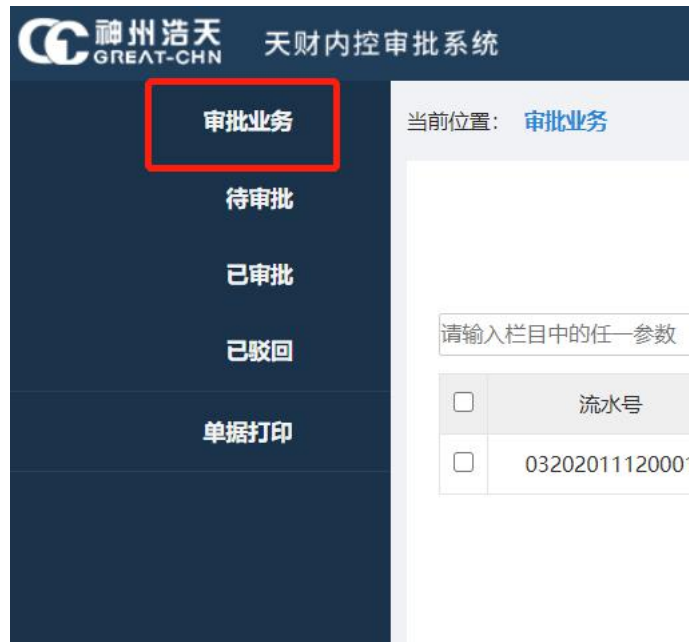 神州浩天
GREAT-CHN
天财内控审批系统
审批业务
待审批
已审批
已驳回
单据打印
当前位置: 审批业务
请输入栏目中的任一参数
流水号
03202011120001